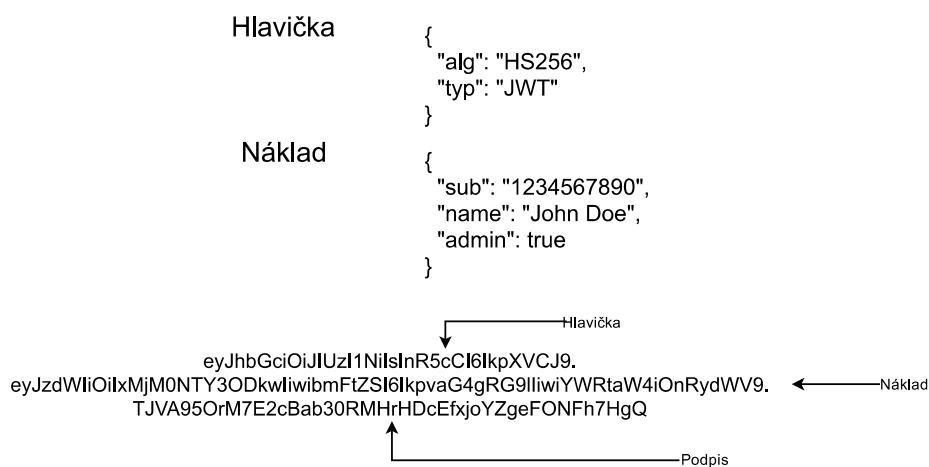 Hlavička
{
"alg": "HS256",
"typ": "JWT"
}
Náklad
{
"sub": "1234567890",
"name": "John Doe",
"admin": true
}
Hlavička
eyJhbGciOiJIUzI1NiIsInR5cCI6IkpXVCJ9.
eyJzdWIiOiIxMjM0NTY3ODkwIiwibmFtZSI6IkpvaG4gRG9lIiwiYWRtaW4iOnRydWV9.
Náklad
TJVA95OrM7E2cBab30RMHrHDcEfxjoYZgeFONFh7HgQ
Podpis